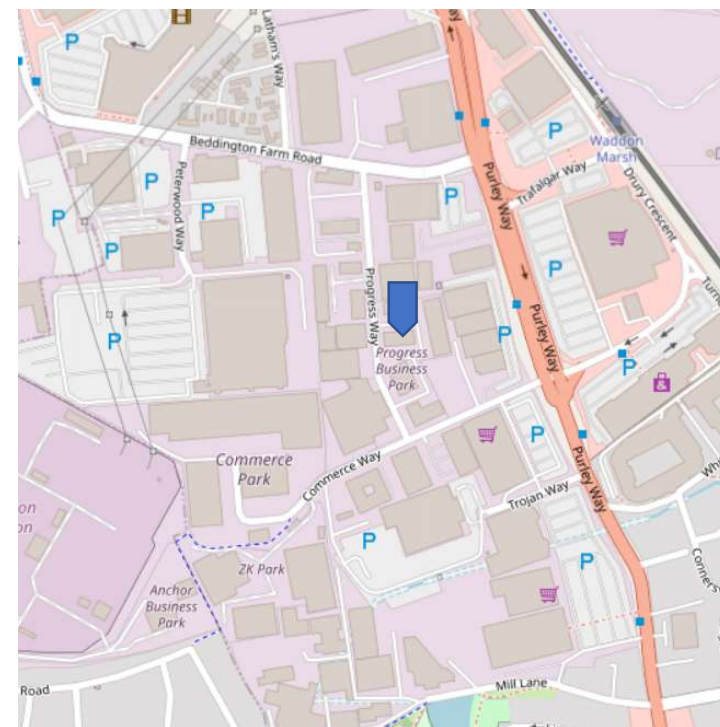 Latham's Way
Way
P
Beddington Farm Road
Peterwood Way
P
P
P
P
P
Progress Way
Progress
Business
Park
P
P
Purley Way
Trafalgar Way
P
Waddon
Marsh
Drury Crescent
P
Purley Way
P
P
Purley Way
Commerce
Park
Commerce Way
Trojan Way
P
P
ZK Park
Anchor
Business
Park
Conner's
Road
Mill Lane